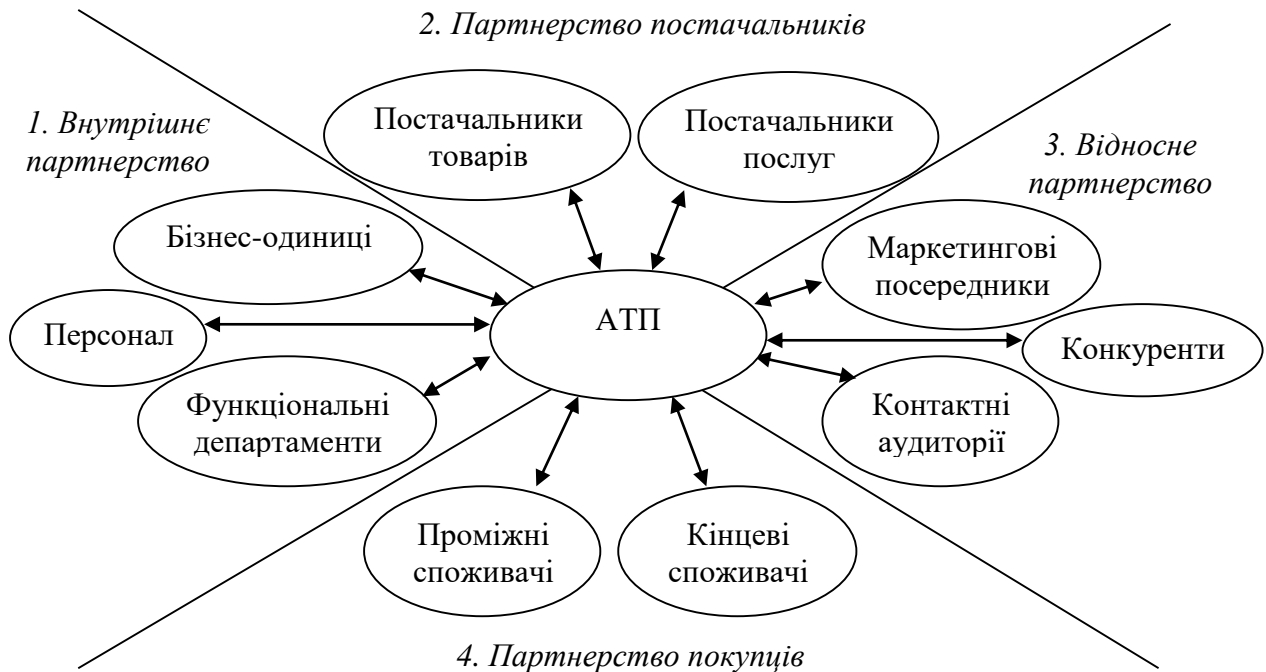 2. Партнерство постачальників
1. Внутрішнє
партнерство
Постачальники
товарів
Постачальники
послуг
3. Відносне
партнерство
Бізнес-одиниці
Маркетингові
посередники
Персонал
АТП
Конкуренти
Функціональні
департаменти
Контактні
аудиторії
Проміжні
споживачі
Кінцеві
споживачі
4. Партнерство покупців